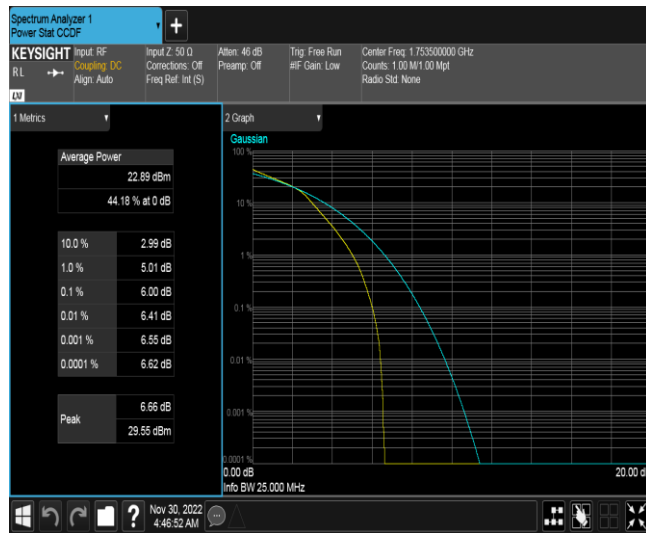 Spectrum Analyzer 1
Power Stat CCDF
+
KEYSIGHT
RL
LXI
Input: RF
Coupling: DC
Align: Auto
Input Z: 50 Ω
Corrections: Off
Freq Ref: Int (S)
Atten: 46 dB
Preamp: Off
Trig: Free Run
#IF Gain: Low
Center Freq: 1.753500000 GHz
Counts: 1.00 M/1.00 Mpt
Radio Std: None
1 Metrics
Average Power
22.89 dBm
44.18 % at 0 dB
10.0 % 2.99 dB
1.0 % 5.01 dB
0.1 % 6.00 dB
0.01 % 6.41 dB
0.001 % 6.55 dB
0.0001 % 6.62 dB
Peak
6.66 dB
29.55 dBm
2 Graph
Gaussian
100 %
10 %
1 %
0.1 %
0.01 %
0.001 %
0.0001 %
0.00 dB
20.00 d
Info BW 25.000 MHz
?
Nov 30, 2022
4:46:52 AM